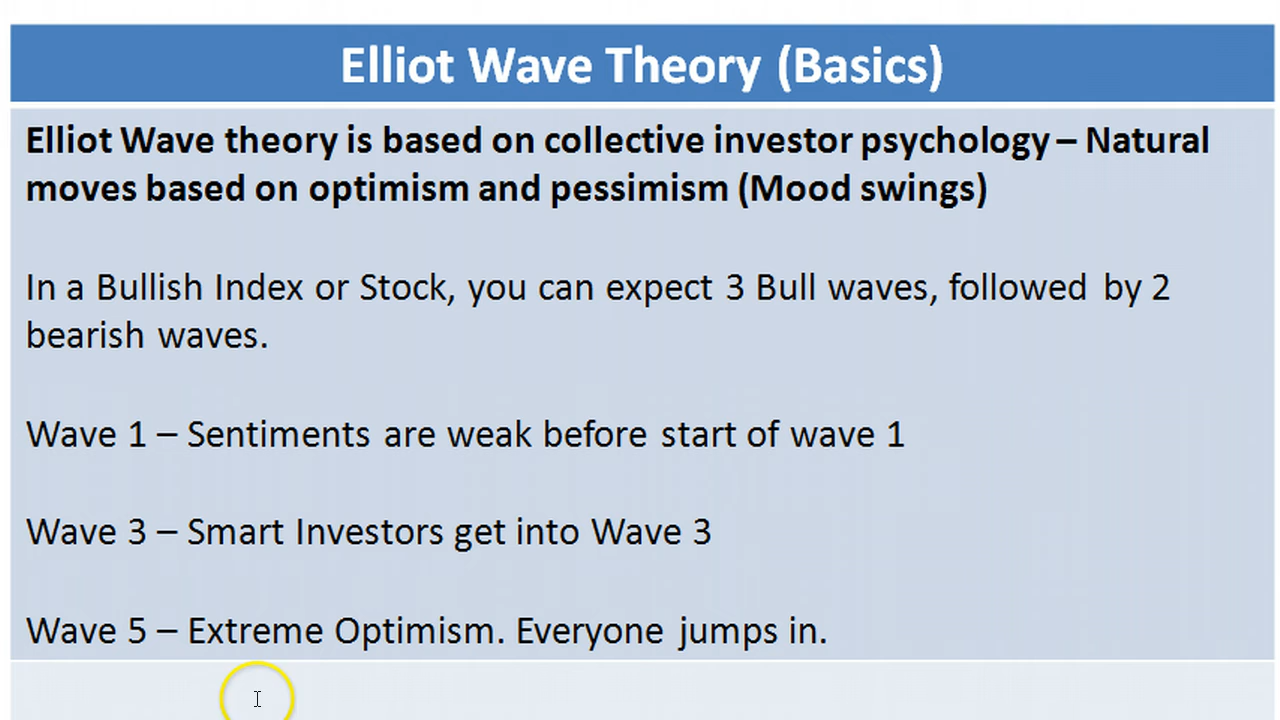 Elliot Wave Theory (Basics)
Elliot Wave theory is based on collective investor psychology – Natural
moves based on optimism and pessimism (Mood swings)
In a Bullish Index or Stock, you can expect 3 Bull waves, followed by 2
bearish waves.
Wave 1 – Sentiments are weak before start of wave 1
Wave 3 – Smart Investors get into Wave 3
Wave 5 – Extreme Optimism. Everyone jumps in.